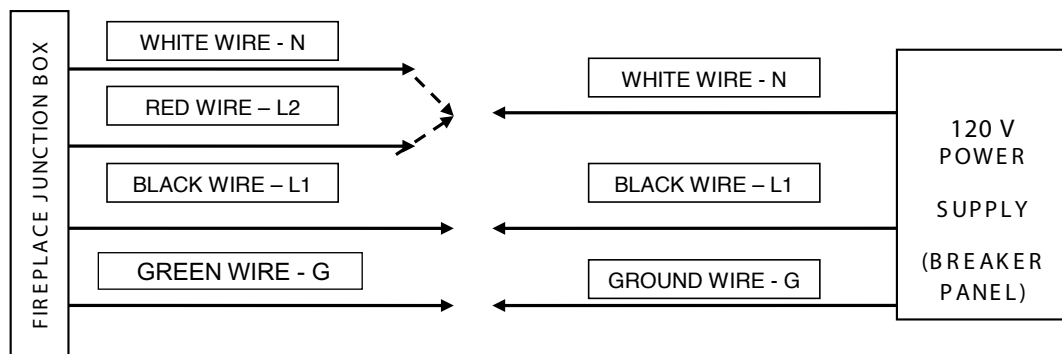 FIREPLACE JUNCTION BOX
WHITE WIRE - N
RED WIRE – L2
BLACK WIRE – L1
GREEN WIRE - G
WHITE WIRE - N
BLACK WIRE – L1
GROUND WIRE - G
120 V
POWER
SUPPLY
(BREAKER
PANEL)